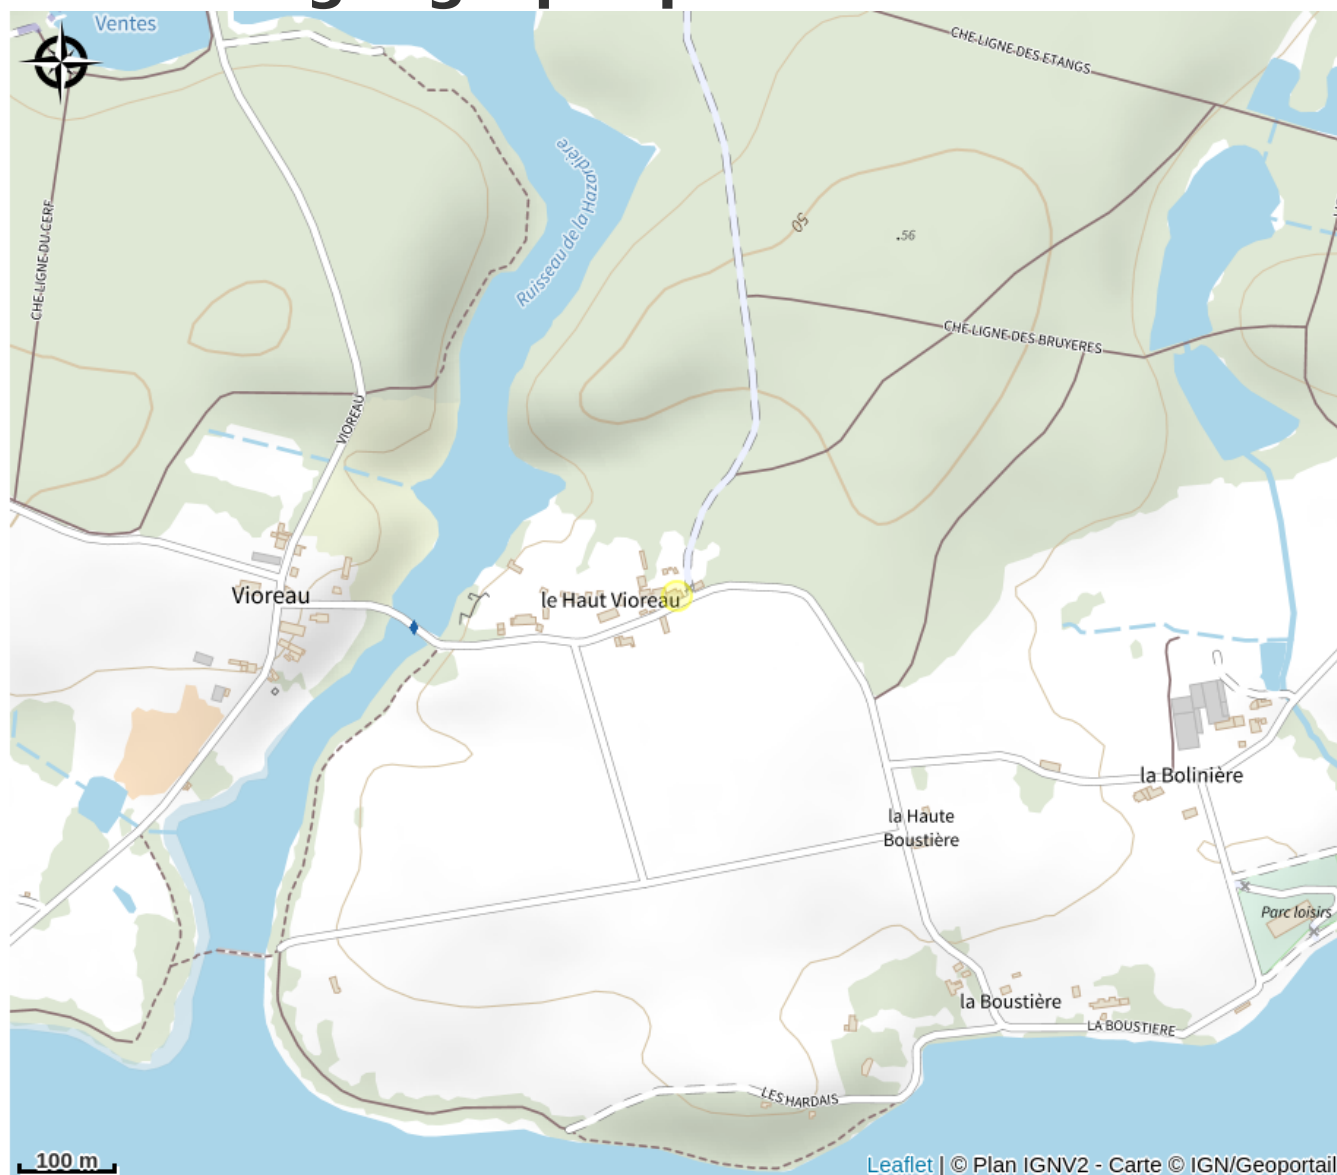 Ventes
CHE LIGNE DES ETANGS
Ruisseau de la Hazardière
CHE LIGNE DU CERF
50
.56
CHE LIGNE DES BRUYERES
VIOREAU
Vioreau
le Haut Vioreau
la Bolinière
la Haute
Boustière
Parc loisirs
la Boustière
LA BOUSTIERE
LES HARDAIS
100 m
Leaflet | © Plan IGNV2 - Carte © IGN/Geoportail